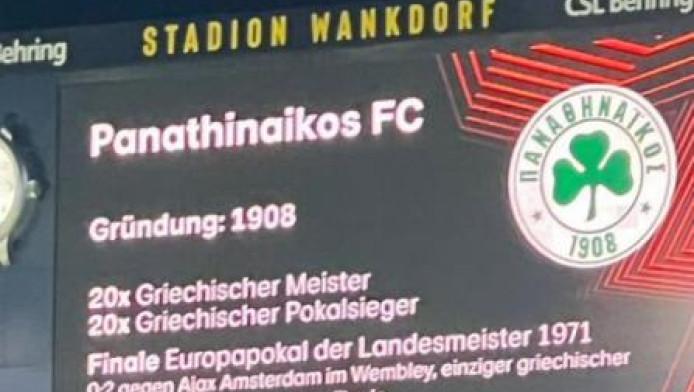 Behring
STADION WANKDORF
CSL Behring
Panathinaikos FC
ΠΑΝΑΘΗΝΑΪΚΟΣ
1908
Gründung: 1908
20x Griechischer Meister
20x Griechischer Pokalsieger
Finale Europapokal der Landesmeister 1971
0:2 gegen Ajax Amsterdam im Wembley, einziger griechischer